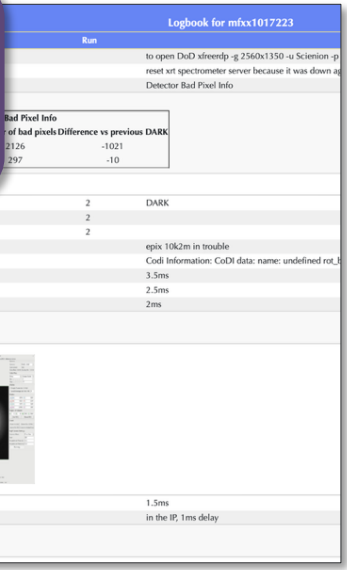 Logbook for mfxx1017223
Run
to open DoD xfreerdp -g 2560x1350 -u Scienion -p
reset xrt spectrometer server because it was down ag
Detector Bad Pixel Info
Bad Pixel Info
r of bad pixels Difference vs previous DARK
2126 -1021
297 -10
2 DARK
2
2
epix 10k2m in trouble
Codi Information: CoDI data: name: undefined rot_b
3.5ms
2.5ms
2ms
1.5ms
in the IP, 1ms delay